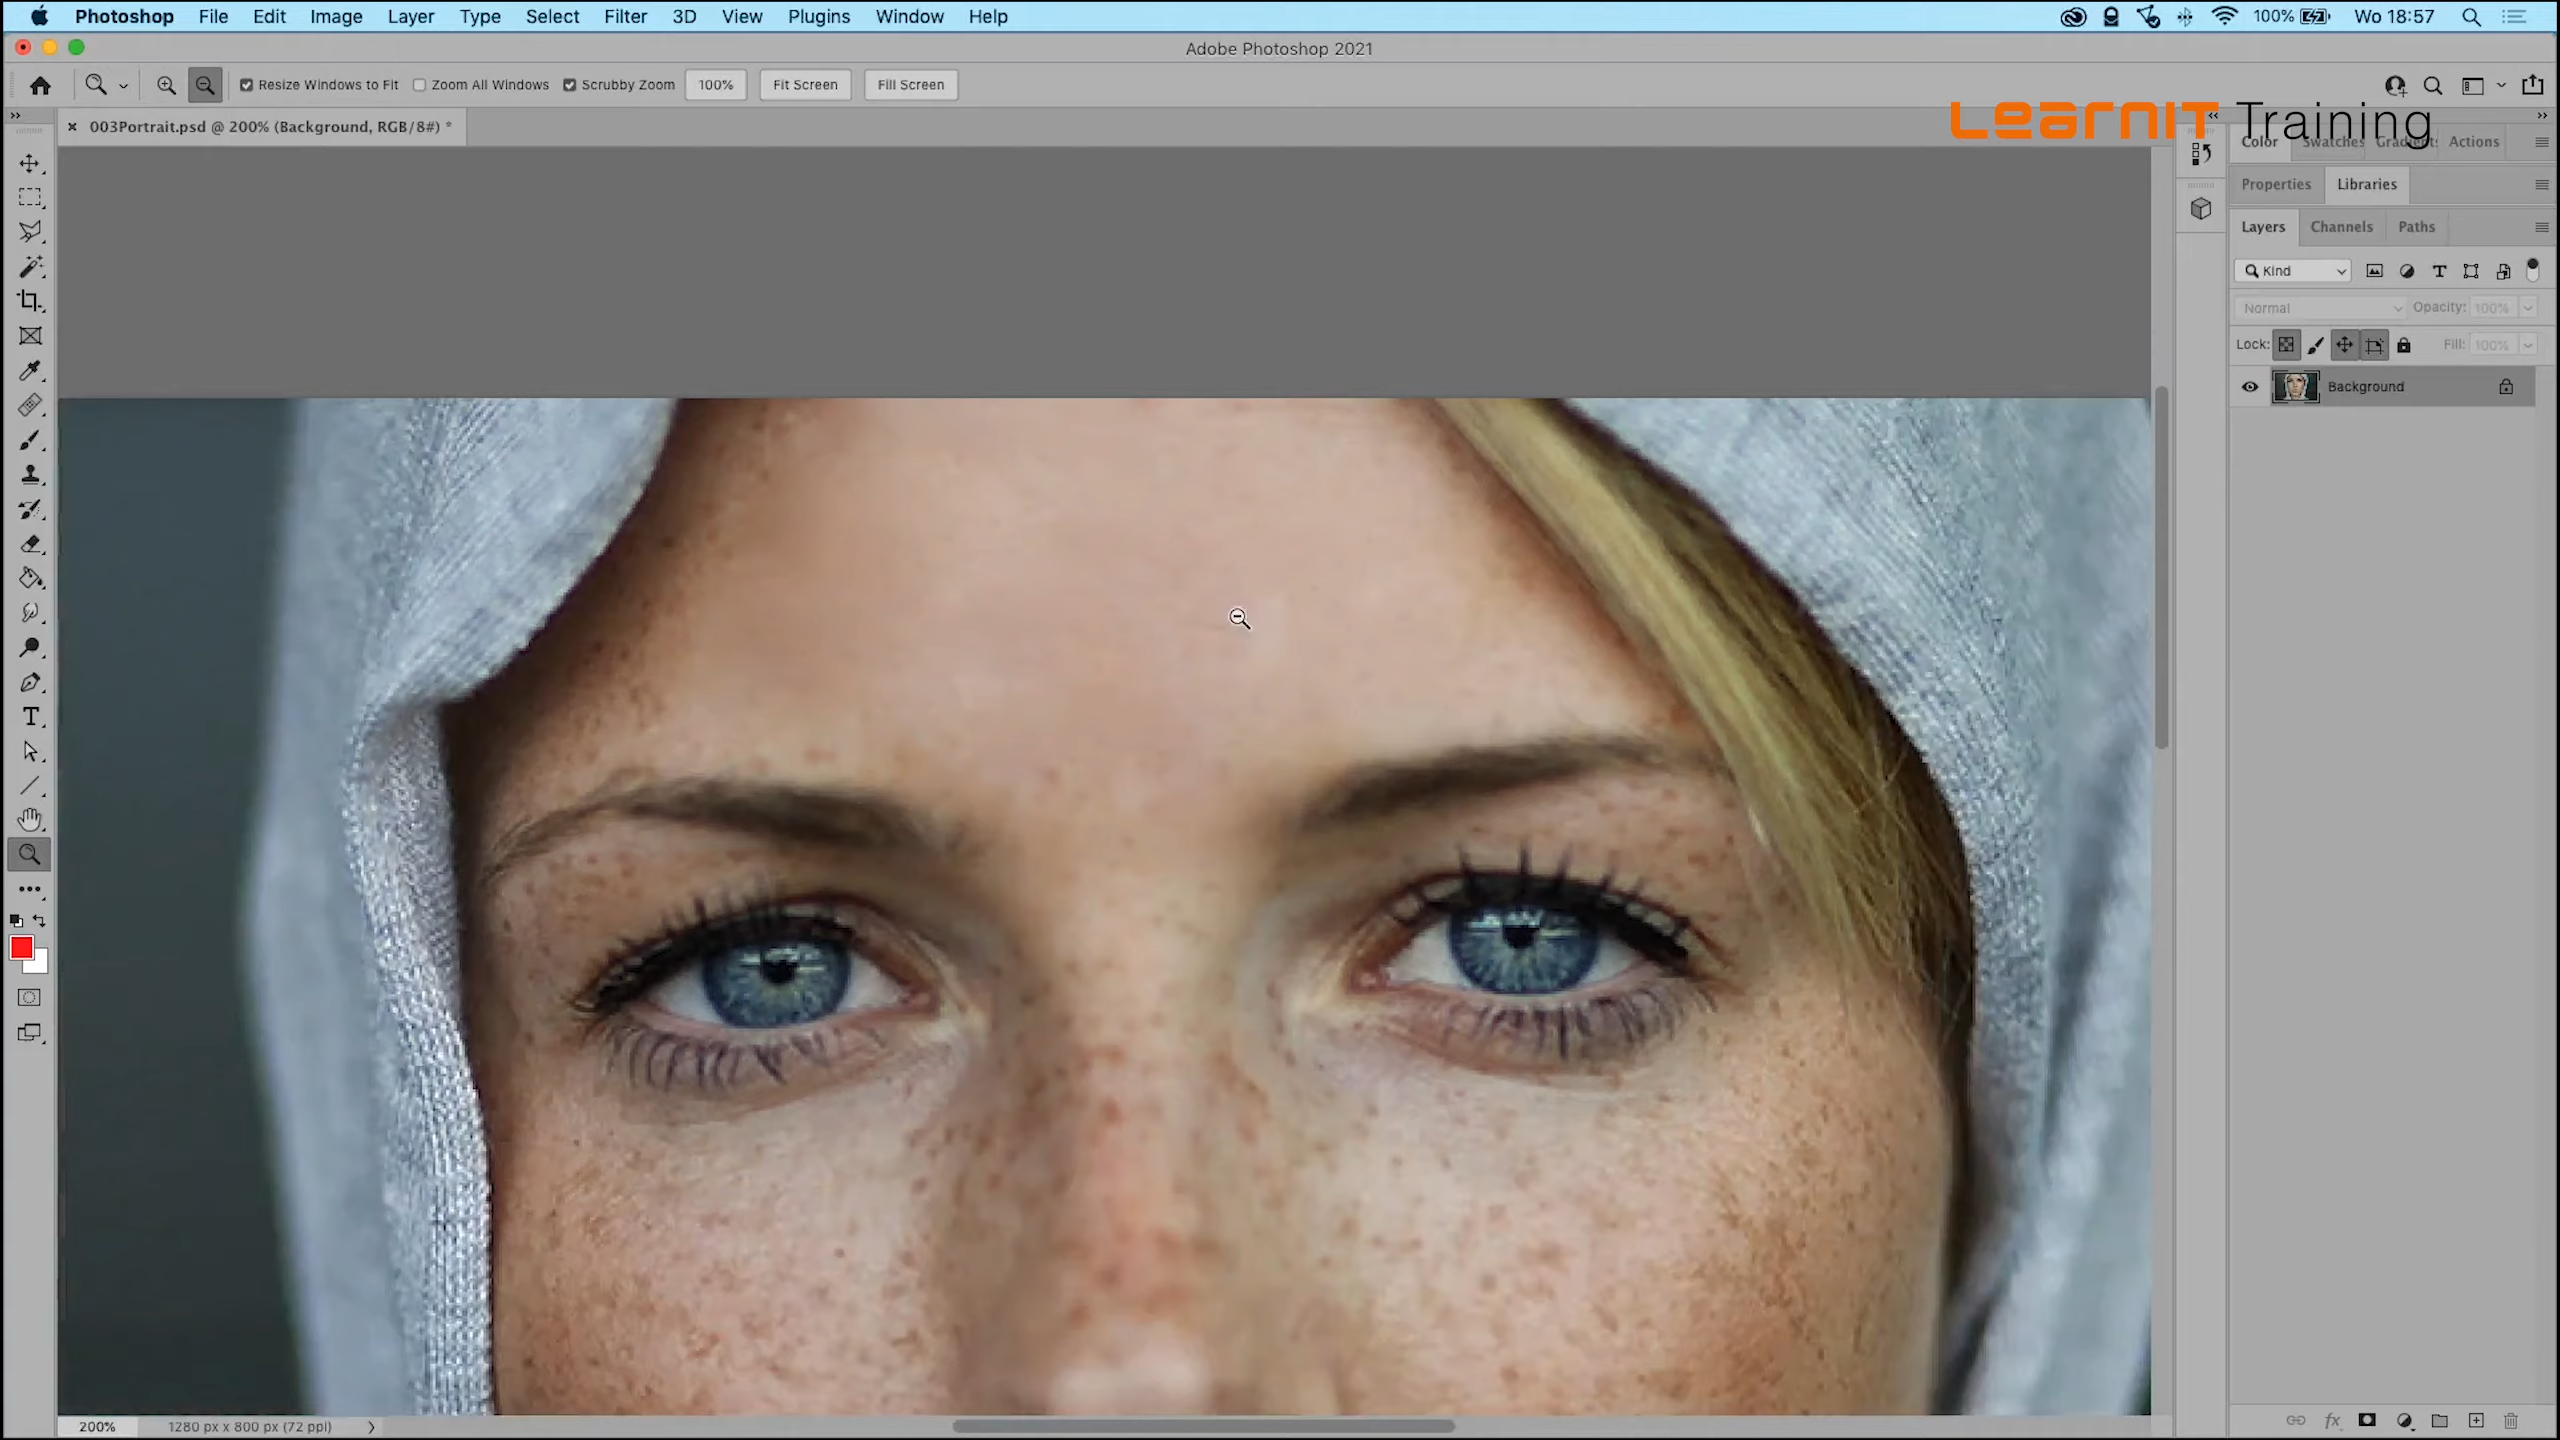 Photoshop File Edit Image Layer Type Select Filter 3D View Plugins Window Help 100% Wo 18:57
Adobe Photoshop 2021
Resize Windows to Fit Zoom All Windows Scrubby Zoom 100% Fit Screen Fill Screen
LearnIT Training
003Portrait.psd @ 200% (Background, RGB/8#) *
Color Swatches Gradients Actions
Properties Libraries
Layers Channels Paths
Kind
Normal Opacity: 100%
Lock: Fill: 100%
Background
200% 1280 px x 800 px (72 ppi)